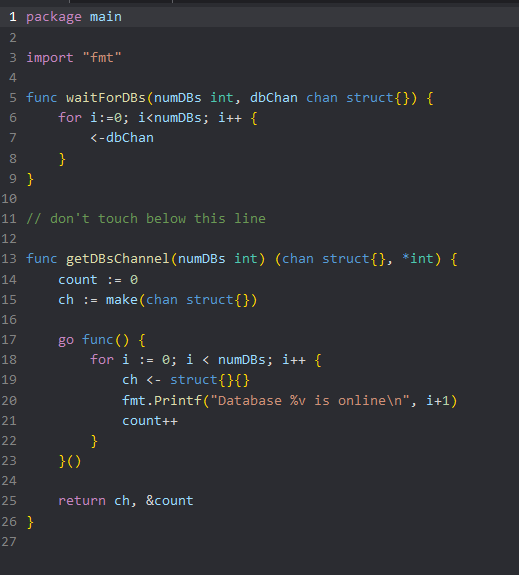 1 package main
2
3 import "fmt"
4
5 func waitForDBs(numDBs int, dbChan chan struct{}) {
6     for i:=0; i<numDBs; i++ {
7         <-dbChan
8     }
9 }
10
11 // don't touch below this line
12
13 func getDBsChannel(numDBs int) (chan struct{}, *int) {
14     count := 0
15     ch := make(chan struct{})
16
17     go func() {
18         for i := 0; i < numDBs; i++ {
19             ch <- struct{}{}
20             fmt.Printf("Database %v is online\n", i+1)
21             count++
22         }
23     }()
24
25     return ch, &count
26 }
27